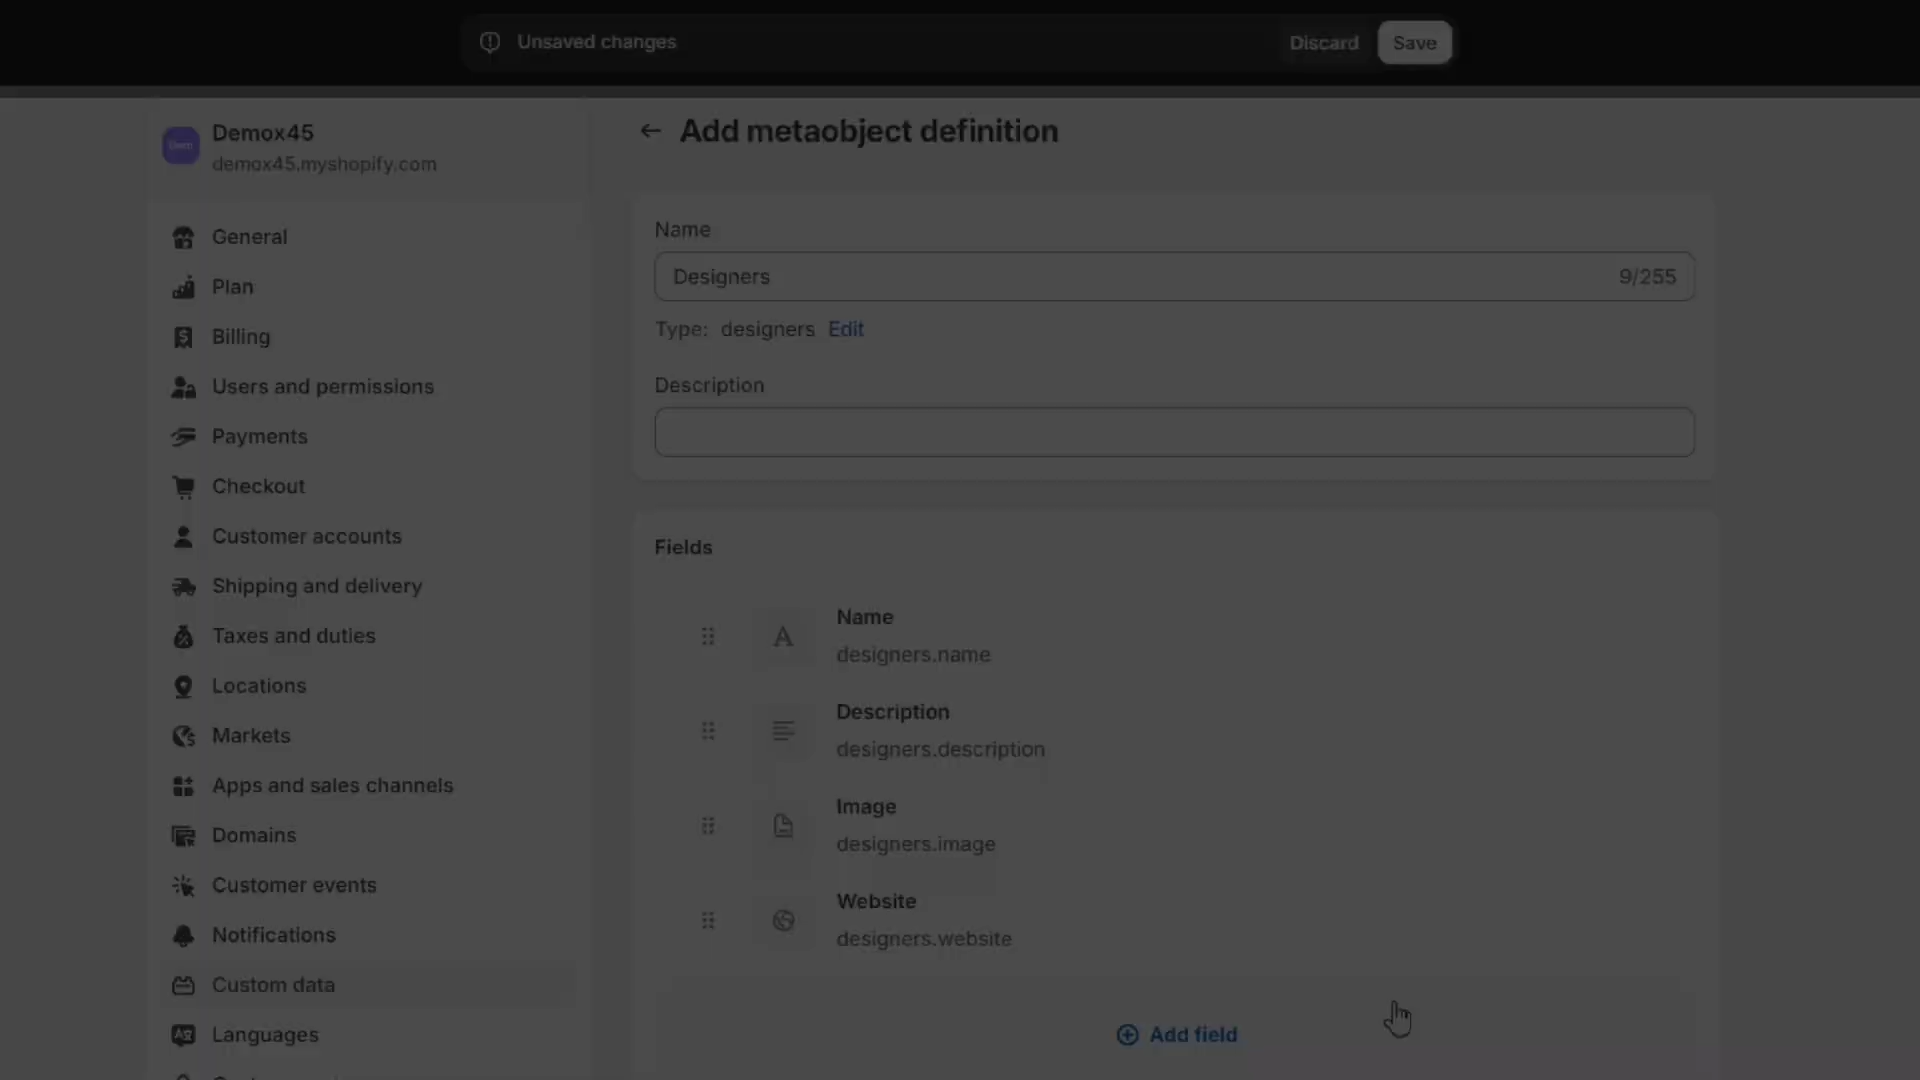 Unsaved changes
Discard
Save
Demox45
demox45.myshopify.com
General
Plan
Billing
Users and permissions
Payments
Checkout
Customer accounts
Shipping and delivery
Taxes and duties
Locations
Markets
Apps and sales channels
Domains
Customer events
Notifications
Custom data
Languages
Add metaobject definition
Name
Designers
9/255
Type: designers Edit
Description
Fields
Name
designers.name
Description
designers.description
Image
designers.image
Website
designers.website
Add field